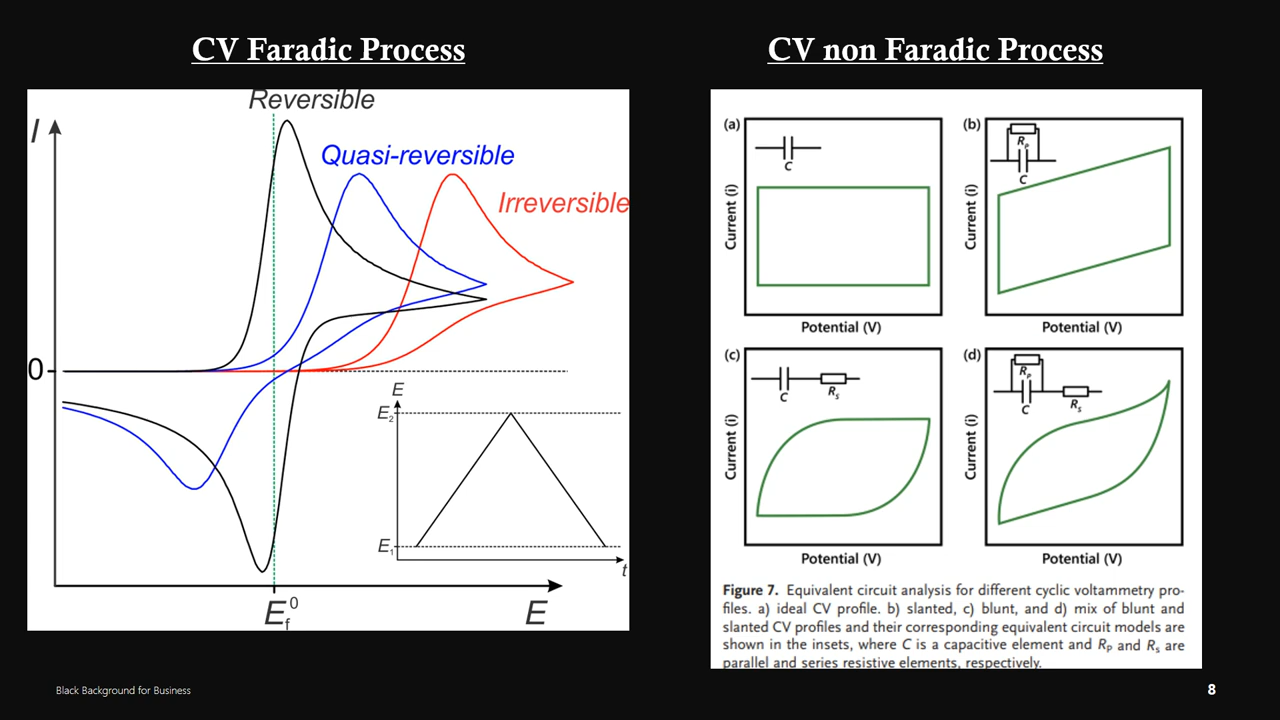 CV Faradic Process
CV non Faradic Process
Reversible
I
Quasi-reversible
Irreversible
0
E
E2
E1
t
E⁰f
E
(a)
C
Current (i)
Potential (V)
(b)
RP
C
Current (i)
Potential (V)
(c)
C
Rs
Current (i)
Potential (V)
(d)
RP
C
Rs
Current (i)
Potential (V)
Figure 7. Equivalent circuit analysis for different cyclic voltammetry pro-
files. a) ideal CV profile. b) slanted, c) blunt, and d) mix of blunt and
slanted CV profiles and their corresponding equivalent circuit models are
shown in the insets, where C is a capacitive element and RP and Rs are
parallel and series resistive elements, respectively.
Black Background for Business
8